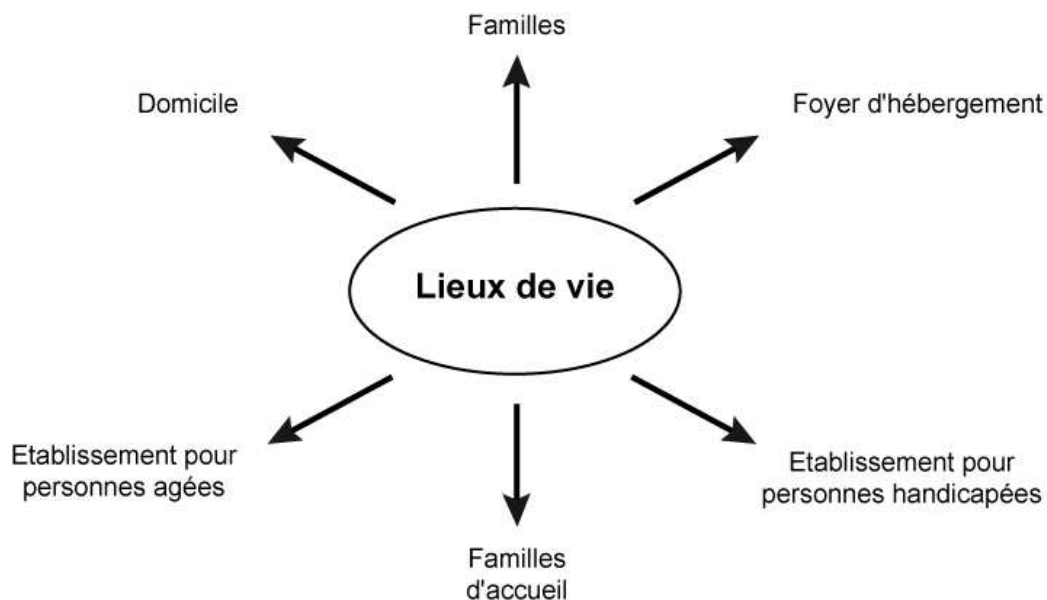 Familles
Domicile
Foyer d'hébergement
Lieux de vie
Etablissement pour
personnes agées
Etablissement pour
personnes handicapées
Familles
d'accueil